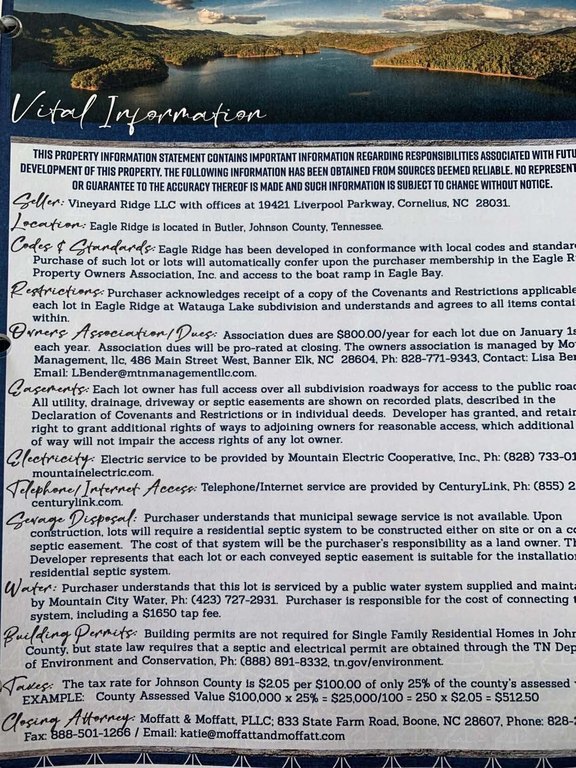 Vital Information
THIS PROPERTY INFORMATION STATEMENT CONTAINS IMPORTANT INFORMATION REGARDING RESPONSIBILITIES ASSOCIATED WITH
DEVELOPMENT OF THIS PROPERTY. THE FOLLOWING INFORMATION HAS BEEN OBTAINED FROM SOURCES DEEMED RELIABLE. NO
OR GUARANTEE TO THE ACCURACY THEREOF IS MADE AND SUCH INFORMATION IS SUBJECT TO CHANGE WITHOUT NOTICE.
Seller: Vineyard Ridge LLC with offices at 19421 Liverpool Parkway, Cornelius, NC 28031.
Location: Eagle Ridge is located in Butler, Johnson County, Tennessee.
Codes & Standards: Eagle Ridge has been developed in conformance with local codes and
Purchase of such lot or lots will automatically confer upon the purchaser membership in the Eagle
Property Owners Association, Inc. and access to the boat ramp in Eagle Bay.
Restrictions: Purchaser acknowledges receipt of a copy of the Covenants and Restrictions applicable
each lot in Eagle Ridge at Watauga Lake subdivision and understands and agrees to all items
within.
Owners Association/Dues: Association dues are $800.00/year for each lot due on January
each year. Association dues will be pro-rated at closing. The owners association is managed by
Management, llc, 486 Main Street West, Banner Elk, NC 28604, Ph: 828-771-9343, Contact: Lisa
Email: LBender@mtnmanagementllc.com.
Easements: Each lot owner has full access over all subdivision roadways for access to the public
All utility, drainage, driveway or septic easements are shown on recorded plats, described in the
Declaration of Covenants and Restrictions or in individual deeds. Developer has granted, and
right to grant additional rights of ways to adjoining owners for reasonable access, which additional
of way will not impair the access rights of any lot owner.
Electricity: Electric service to be provided by Mountain Electric Cooperative, Inc., Ph: (828)
mountainelectric.com.
Telephone/Internet Access: Telephone/Internet service are provided by CenturyLink, Ph: (855)
centurylink.com.
Sewage Disposal: Purchaser understands that municipal sewage service is not available. Upon
construction, lots will require a residential septic system to be constructed either on site or on a
septic easement. The cost of that system will be the purchaser's responsibility as a land owner.
Developer represents that each lot or each conveyed septic easement is suitable for the
residential septic system.
Water: Purchaser understands that this lot is serviced by a public water system supplied and
by Mountain City Water, Ph: (423) 727-2931. Purchaser is responsible for the cost of connecting
system, including a $1650 tap fee.
Building Permits: Building permits are not required for Single Family Residential Homes in
County, but state law requires that a septic and electrical permit are obtained through the TN
of Environment and Conservation, Ph: (888) 891-8332, tn.gov/environment.
Taxes: The tax rate for Johnson County is $2.05 per $100.00 of only 25% of the county's assessed
EXAMPLE: County Assessed Value $100,000 x 25% = $25,000/100 = 250 x $2.05 = $512.50
Closing Attorney: Moffatt & Moffatt, PLLC; 833 State Farm Road, Boone, NC 28607, Phone:
Fax: 888-501-1266 / Email: katie@moffattandmoffatt.com